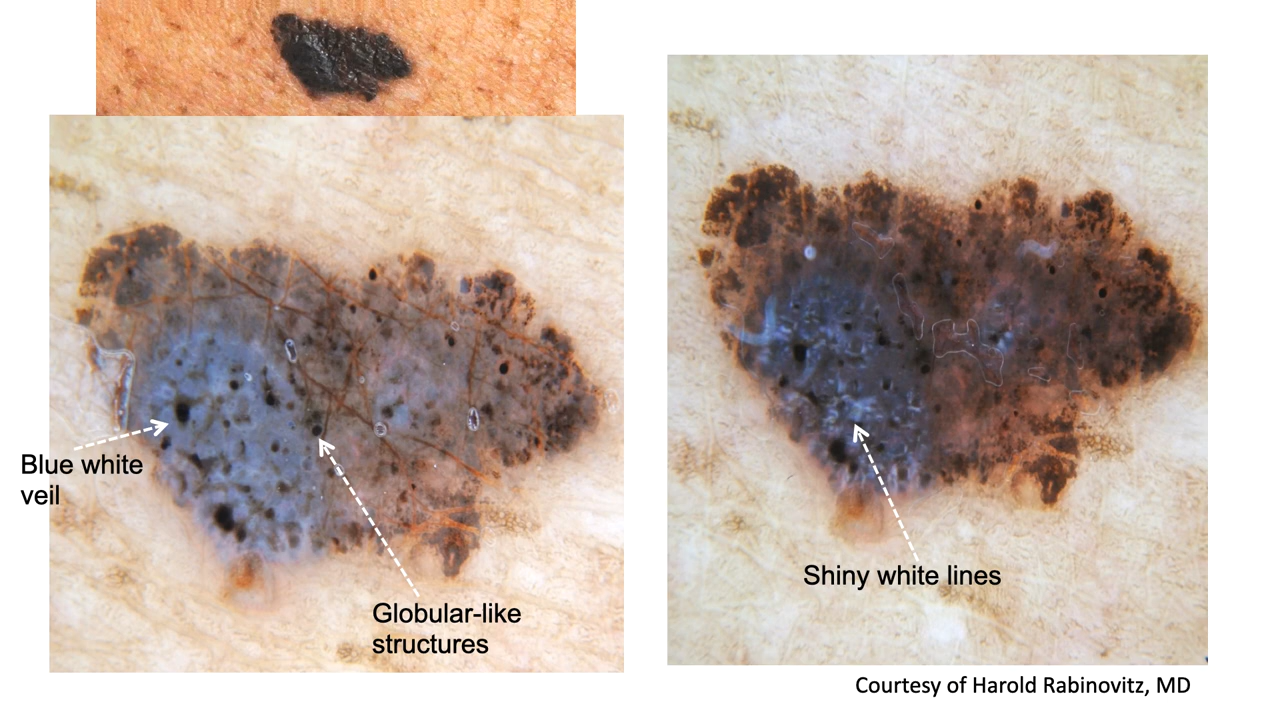 Blue white
veil
Globular-like
structures
Shiny white lines
Courtesy of Harold Rabinovitz, MD